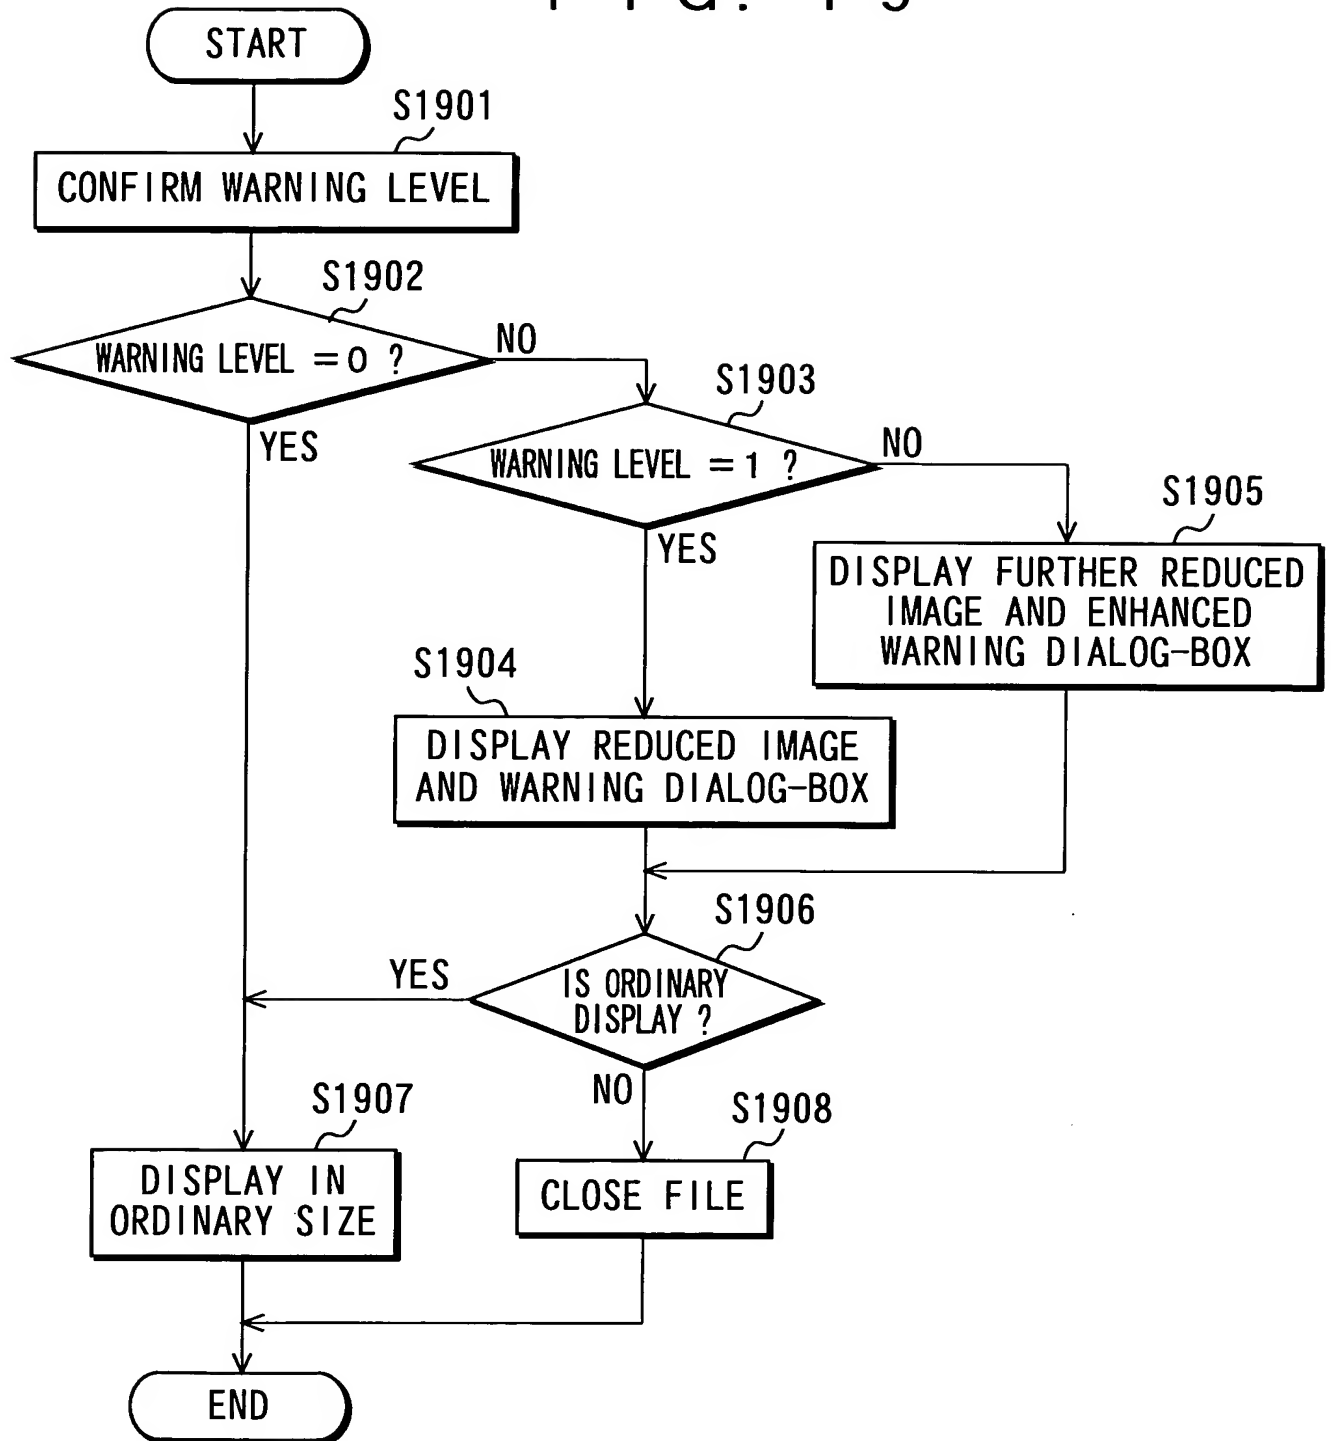 START
S1901
CONFIRM WARNING LEVEL
S1902
WARNING LEVEL = 0 ?
NO
YES
S1903
WARNING LEVEL = 1 ?
NO
YES
S1905
DISPLAY FURTHER REDUCED
IMAGE AND ENHANCED
WARNING DIALOG-BOX
S1904
DISPLAY REDUCED IMAGE
AND WARNING DIALOG-BOX
S1906
IS ORDINARY
DISPLAY ?
YES
NO
S1907
DISPLAY IN
ORDINARY SIZE
S1908
CLOSE FILE
END